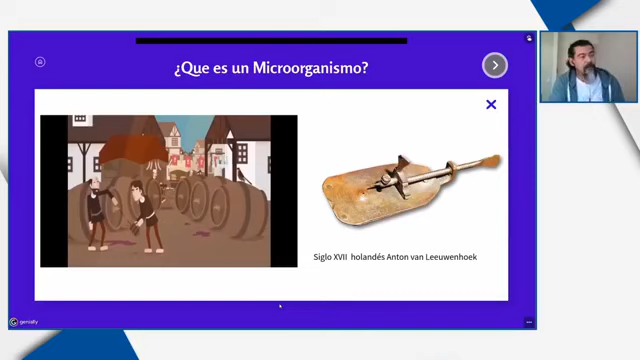 ¿Que es un Microorganismo?
Siglo XVII holandés Anton van Leeuwenhoek
genially